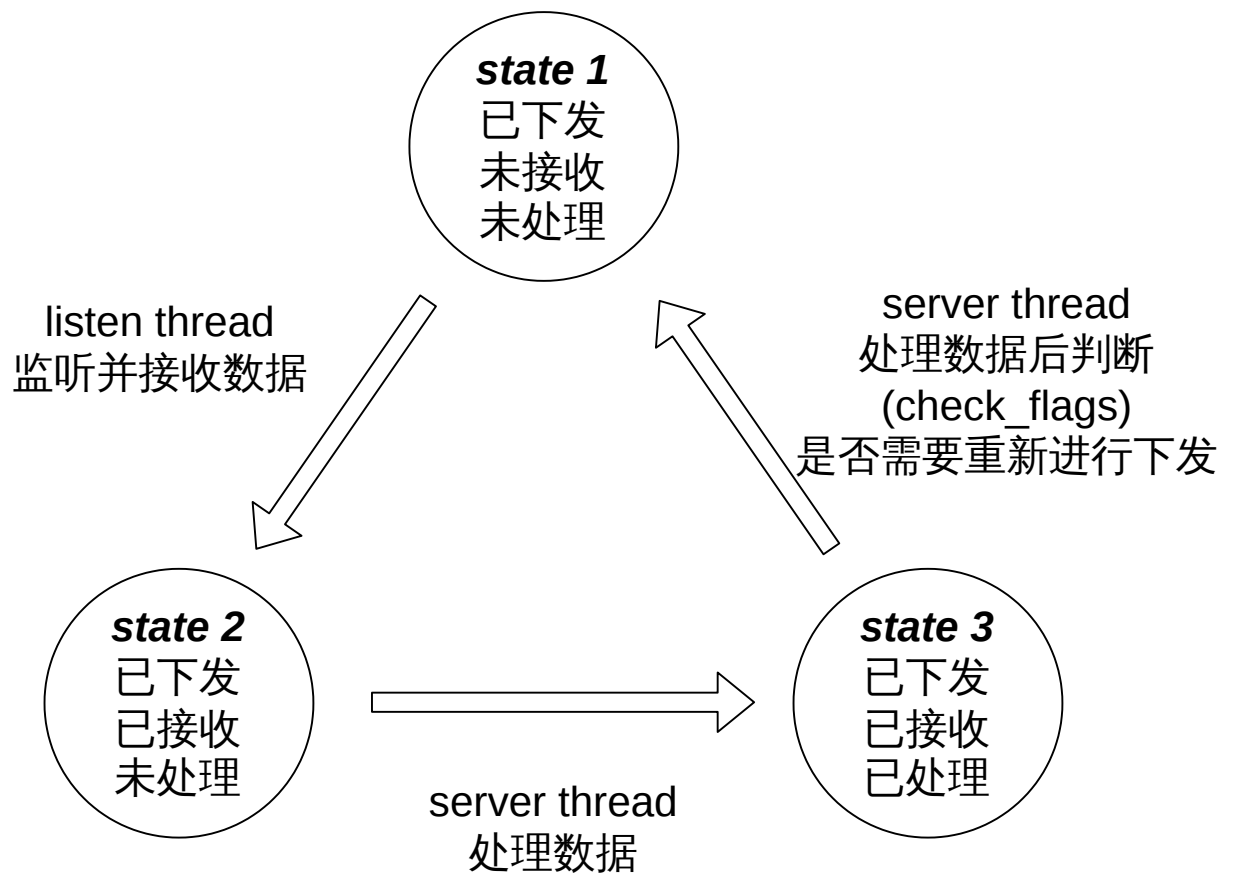 state 1
已下发
未接收
未处理
listen thread
监听并接收数据
server thread
处理数据后判断
(check_flags)
是否需要重新进行下发
state 2
已下发
已接收
未处理
state 3
已下发
已接收
已处理
server thread
处理数据